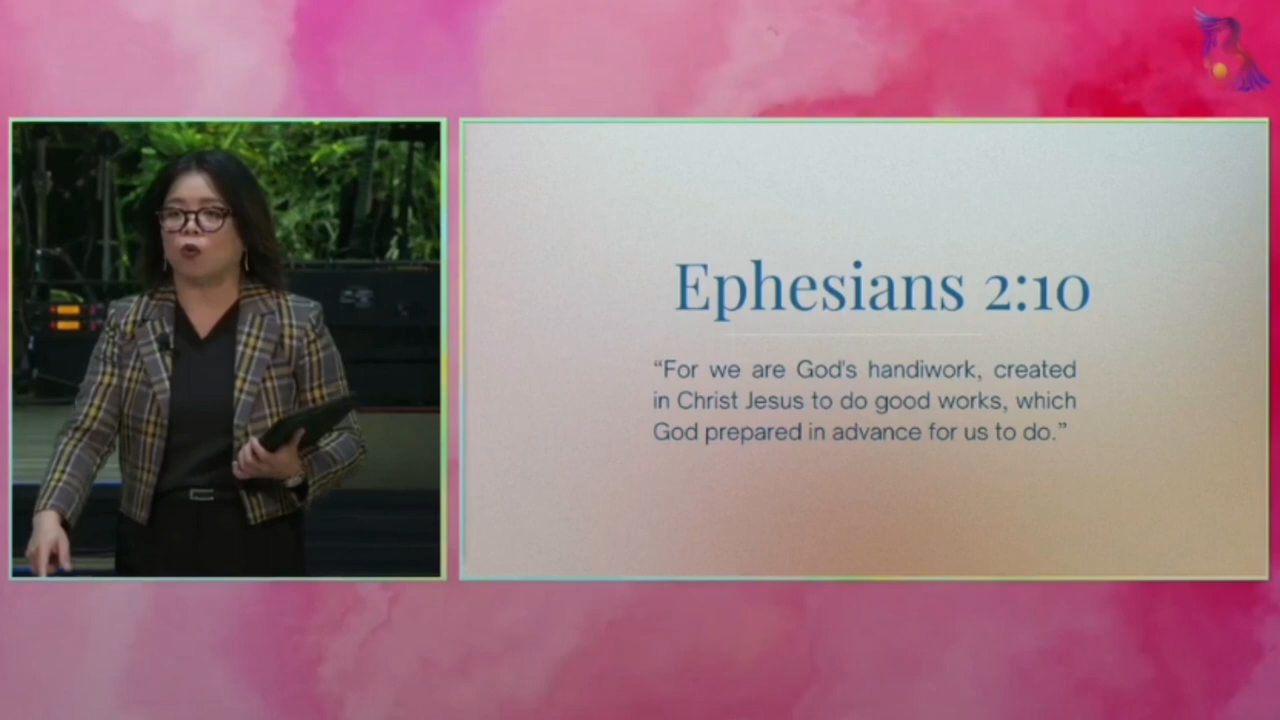 Ephesians 2:10
“For we are God's handiwork, created
in Christ Jesus to do good works, which
God prepared in advance for us to do.”